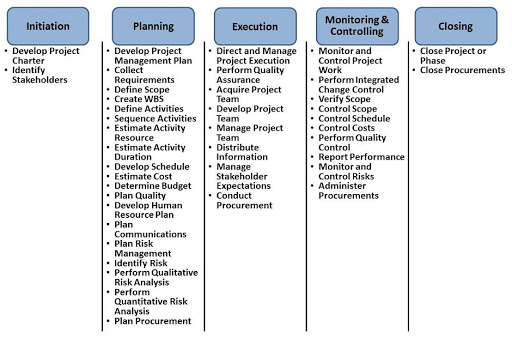 Initiation
• Develop Project
Charter
• Identify
Stakeholders
Planning
• Develop Project
Management Plan
• Collect
Requirements
• Define Scope
• Create WBS
• Define Activities
• Sequence Activities
• Estimate Activity
Resource
• Estimate Activity
Duration
• Develop Schedule
• Estimate Cost
• Determine Budget
• Plan Quality
• Develop Human
Resource Plan
• Plan
Communications
• Plan Risk
Management
• Identify Risk
• Perform Qualitative
Risk Analysis
• Perform
Quantitative Risk
Analysis
• Plan Procurement
Execution
• Direct and Manage
Project Execution
• Perform Quality
Assurance
• Acquire Project
Team
• Develop Project
Team
• Manage Project
Team
• Distribute
Information
• Manage
Stakeholder
Expectations
• Conduct
Procurement
Monitoring &
Controlling
• Monitor and
Control Project
Work
• Perform Integrated
Change Control
• Verify Scope
• Control Scope
• Control Schedule
• Control Costs
• Perform Quality
Control
• Report Performance
• Monitor and
Control Risks
• Administer
Procurements
Closing
• Close Project or
Phase
• Close Procurements